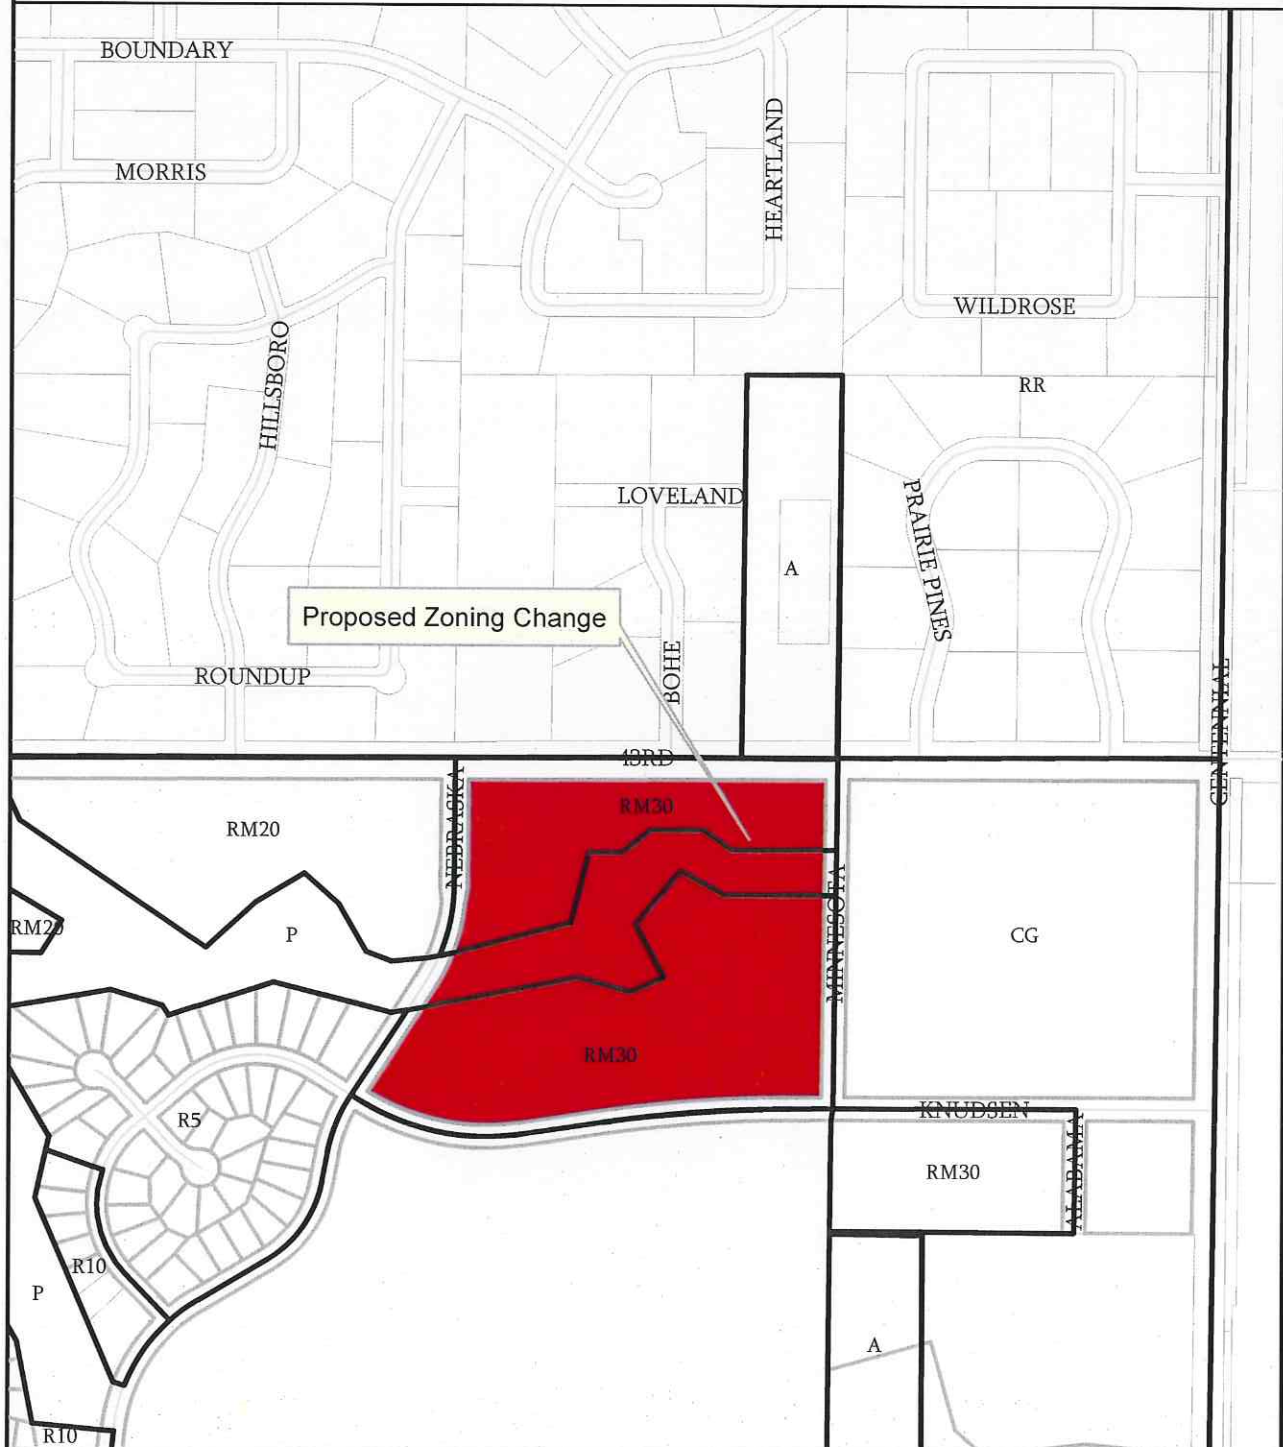 BOUNDARY
MORRIS
HEARTLAND
WILDROSE
HILLSBORO
RR
LOVELAND
PRAIRIE PINES
A
Proposed Zoning Change
BOHE
ROUNDUP
CENTENNIAL
43RD
NEBRASKA
RM30
RM20
MINNESOTA
RM20
P
CG
RM30
R5
KNUDSEN
ALABAMA
RM30
R10
P
A
R10